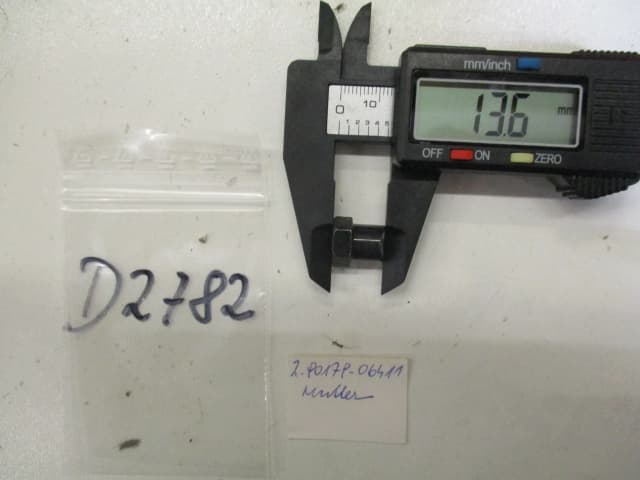 mm/inch
13.6 mm
OFF ON ZERO
0 10
1 2 3 4 5
D2782
2.90179-06411
Mutter